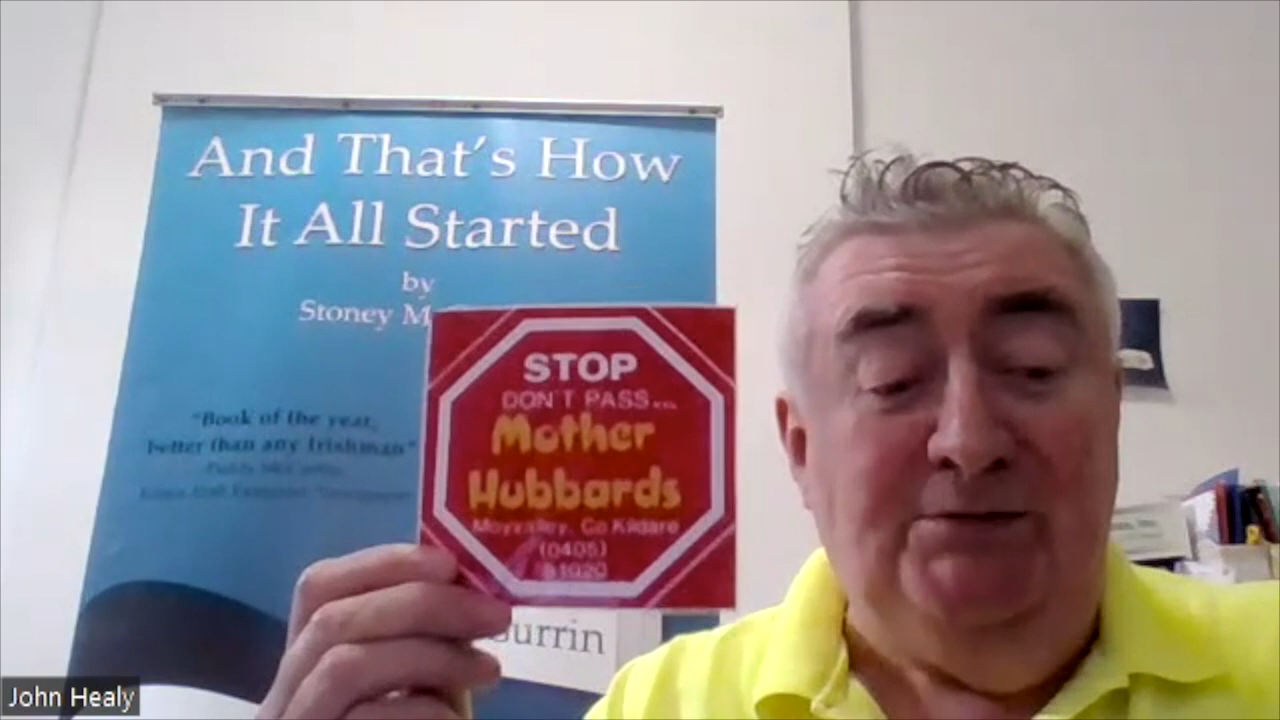 And That's How
It All Started
by
Stoney M
"Book of the year,
better than any Irishman"
STOP
DON'T PASS...
Mother
Hubbards
Moyvalley, Co Kildare
(0405)
urrin
John Healy